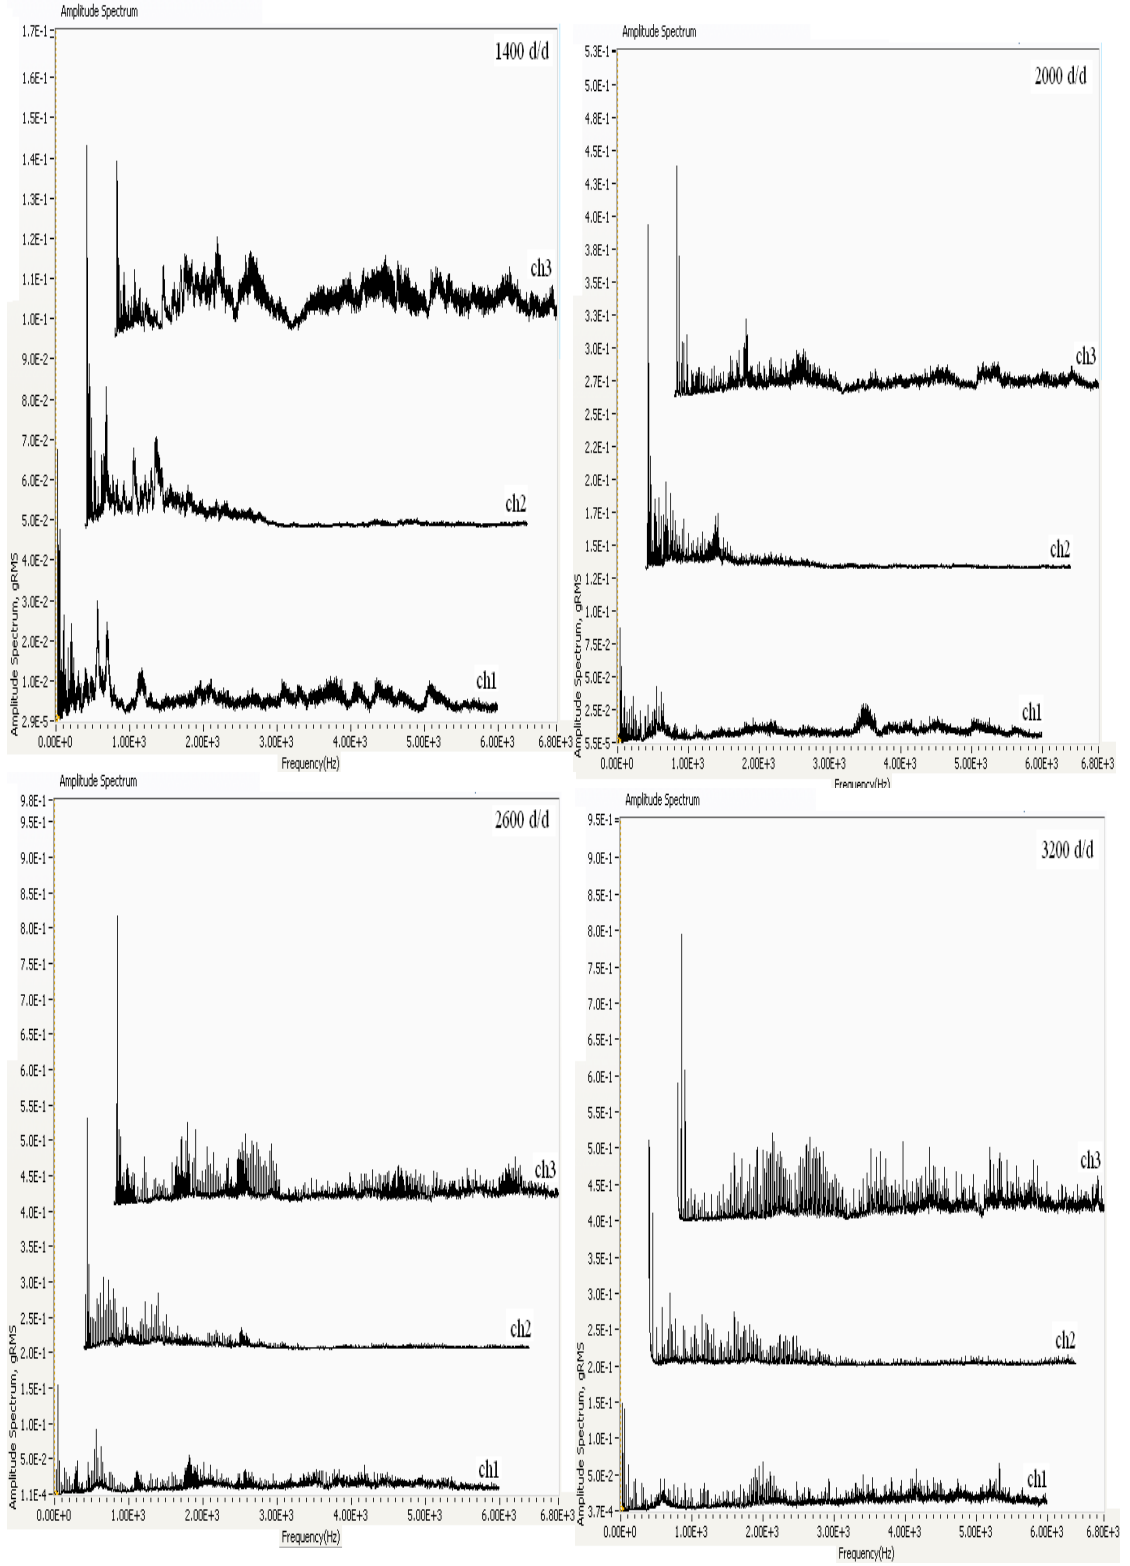 Amplitude Spectrum
1400 d/d
1.7E-1
1.6E-1
1.5E-1
1.4E-1
1.3E-1
1.2E-1
1.1E-1
1.0E-1
9.0E-2
8.0E-2
7.0E-2
6.0E-2
5.0E-2
4.0E-2
3.0E-2
2.0E-2
1.0E-2
2.9E-5
Amplitude Spectrum, gRMS
ch3
ch2
ch1
0.00E+0 1.00E+3 2.00E+3 3.00E+3 4.00E+3 5.00E+3 6.00E+3 6.80E+3
Frequency(Hz)
Amplitude Spectrum
2000 d/d
5.3E-1
5.0E-1
4.8E-1
4.5E-1
4.3E-1
4.0E-1
3.8E-1
3.5E-1
3.3E-1
3.0E-1
2.7E-1
2.5E-1
2.2E-1
2.0E-1
1.7E-1
1.5E-1
1.2E-1
1.0E-1
7.5E-2
5.0E-2
2.5E-2
5.5E-5
Amplitude Spectrum, gRMS
ch3
ch2
ch1
0.00E+0 1.00E+3 2.00E+3 3.00E+3 4.00E+3 5.00E+3 6.00E+3 6.80E+3
Frequency(Hz)
Amplitude Spectrum
2600 d/d
9.8E-1
9.5E-1
9.0E-1
8.5E-1
8.0E-1
7.5E-1
7.0E-1
6.5E-1
6.0E-1
5.5E-1
5.0E-1
4.5E-1
4.0E-1
3.5E-1
3.0E-1
2.5E-1
2.0E-1
1.5E-1
1.0E-1
5.0E-2
1.1E-4
Amplitude Spectrum, gRMS
ch3
ch2
ch1
0.00E+0 1.00E+3 2.00E+3 3.00E+3 4.00E+3 5.00E+3 6.00E+3 6.80E+3
Frequency(Hz)
Amplitude Spectrum
3200 d/d
9.5E-1
9.0E-1
8.5E-1
8.0E-1
7.5E-1
7.0E-1
6.5E-1
6.0E-1
5.5E-1
5.0E-1
4.5E-1
4.0E-1
3.5E-1
3.0E-1
2.5E-1
2.0E-1
1.5E-1
1.0E-1
5.0E-2
3.7E-4
Amplitude Spectrum, gRMS
ch3
ch2
ch1
0.00E+0 1.00E+3 2.00E+3 3.00E+3 4.00E+3 5.00E+3 6.00E+3 6.80E+3
Frequency(Hz)